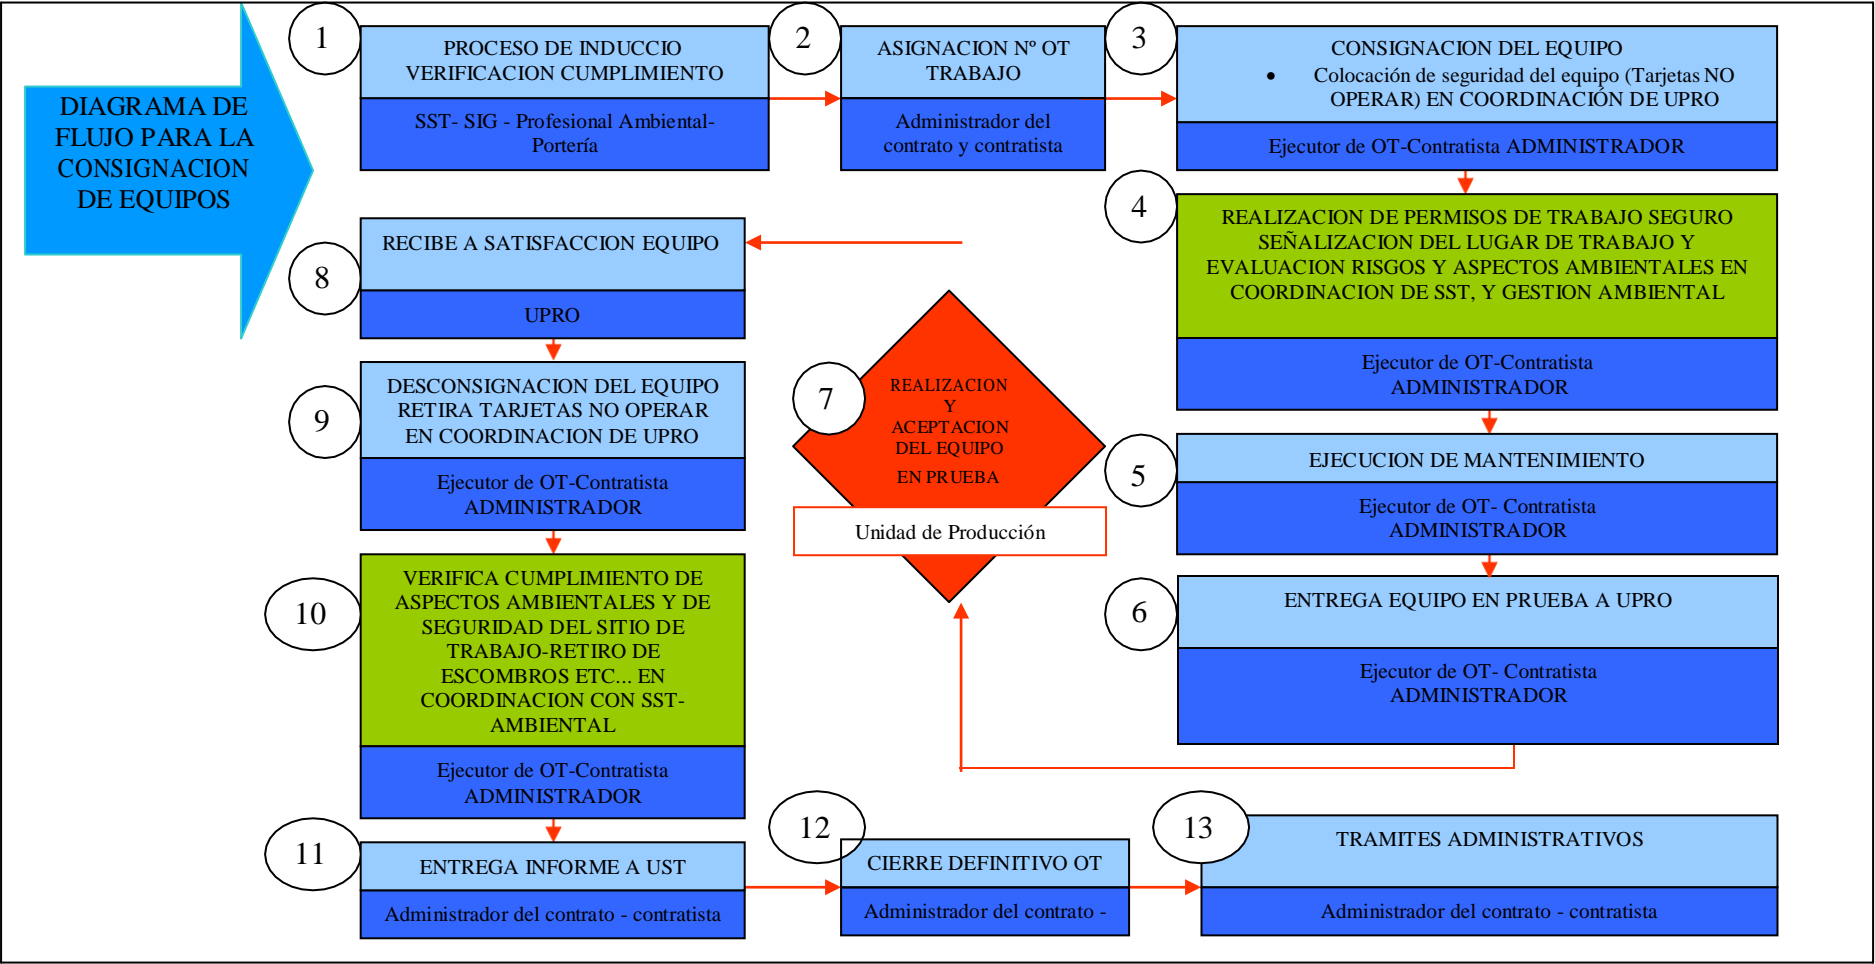 DIAGRAMA DE
FLUJO PARA LA
CONSIGNACION
DE EQUIPOS
1
PROCESO DE INDUCCIO
VERIFICACION CUMPLIMIENTO
SST- SIG - Profesional Ambiental-
Portería
2
ASIGNACION Nº OT
TRABAJO
Administrador del
contrato y contratista
3
CONSIGNACION DEL EQUIPO
• Colocación de seguridad del equipo (Tarjetas NO
OPERAR) EN COORDINACIÓN DE UPRO
Ejecutor de OT-Contratista ADMINISTRADOR
4
REALIZACION DE PERMISOS DE TRABAJO SEGURO
SEÑALIZACION DEL LUGAR DE TRABAJO Y
EVALUACION RISGOS Y ASPECTOS AMBIENTALES EN
COORDINACION DE SST, Y GESTION AMBIENTAL
Ejecutor de OT-Contratista
ADMINISTRADOR
5
EJECUCION DE MANTENIMIENTO
Ejecutor de OT- Contratista
ADMINISTRADOR
6
ENTREGA EQUIPO EN PRUEBA A UPRO
Ejecutor de OT- Contratista
ADMINISTRADOR
7
REALIZACION
Y
ACEPTACION
DEL EQUIPO
EN PRUEBA
Unidad de Producción
8
RECIBE A SATISFACCION EQUIPO
UPRO
9
DESCONSIGNACION DEL EQUIPO
RETIRA TARJETAS NO OPERAR
EN COORDINACION DE UPRO
Ejecutor de OT-Contratista
ADMINISTRADOR
10
VERIFICA CUMPLIMIENTO DE
ASPECTOS AMBIENTALES Y DE
SEGURIDAD DEL SITIO DE
TRABAJO-RETIRO DE
ESCOMBROS ETC... EN
COORDINACION CON SST-
AMBIENTAL
Ejecutor de OT-Contratista
ADMINISTRADOR
11
ENTREGA INFORME A UST
Administrador del contrato - contratista
12
CIERRE DEFINITIVO OT
Administrador del contrato -
13
TRAMITES ADMINISTRATIVOS
Administrador del contrato - contratista